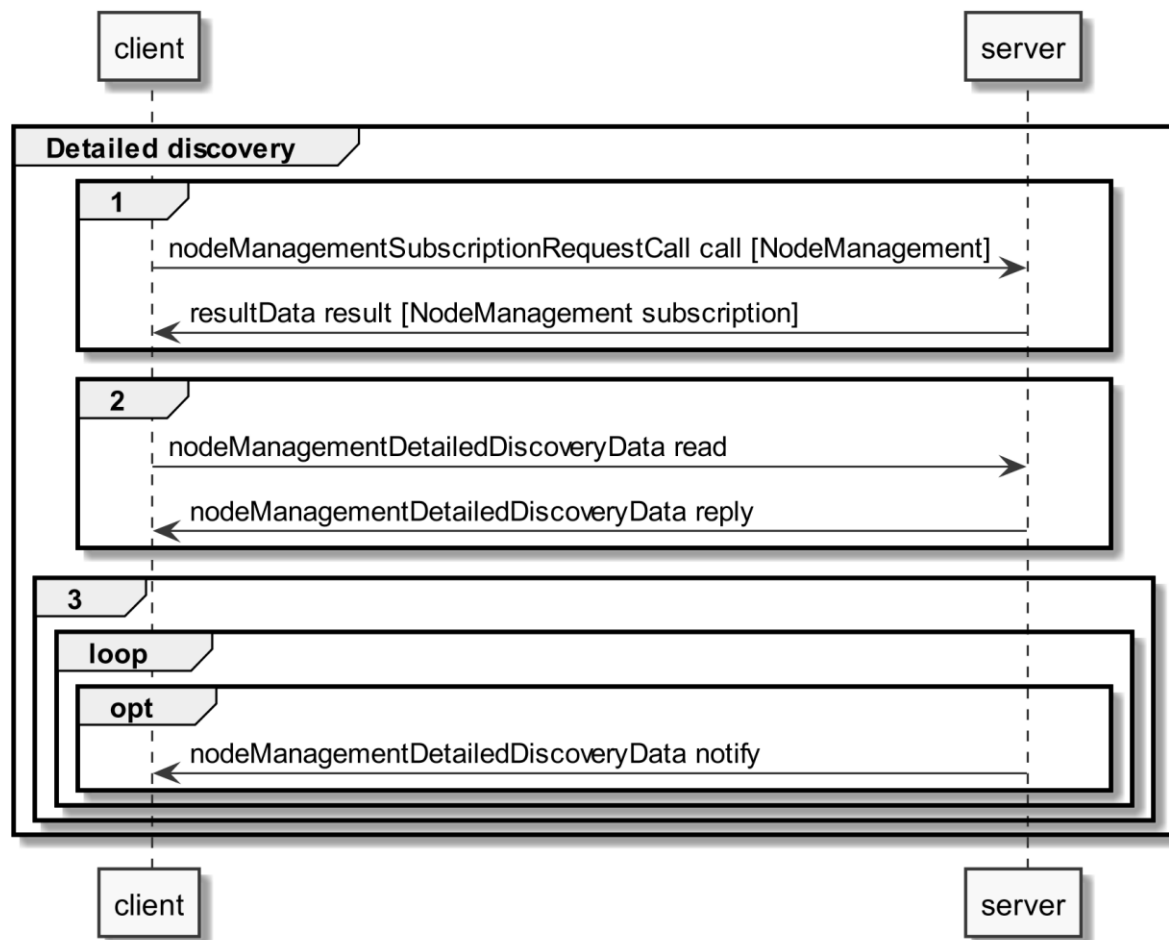 client
server
Detailed discovery
1
nodeManagementSubscriptionRequestCall call [NodeManagement]
resultData result [NodeManagement subscription]
2
nodeManagementDetailedDiscoveryData read
nodeManagementDetailedDiscoveryData reply
3
loop
opt
nodeManagementDetailedDiscoveryData notify
client
server